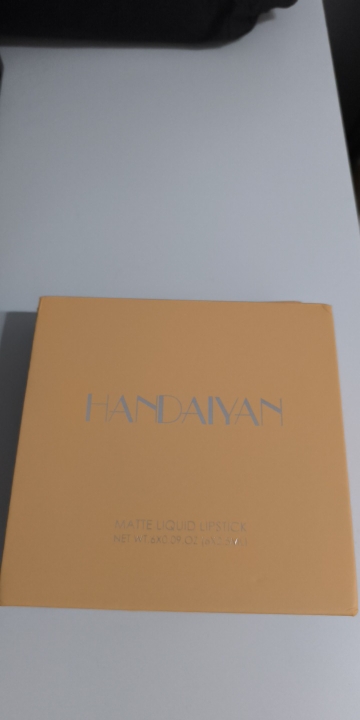 HANDAIYAN
MATTE LIQUID LIPSTICK
NET WT.6X0.09.OZ